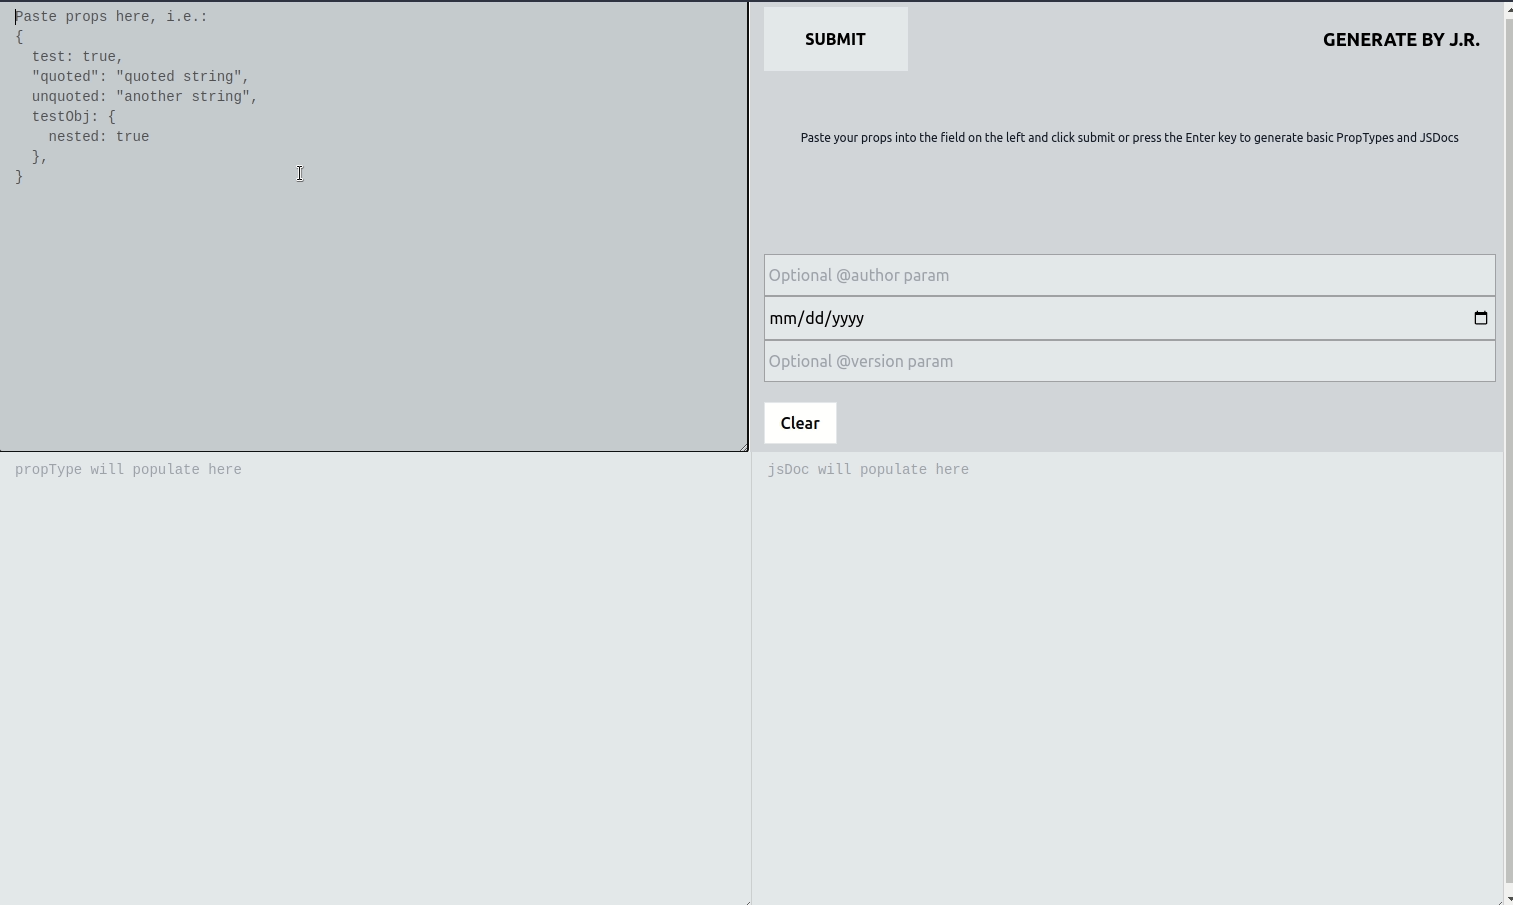 Paste props here, i.e.:
{
  test: true,
  "quoted": "quoted string",
  unquoted: "another string",
  testObj: {
    nested: true
  },
}
SUBMIT
GENERATE BY J.R.
Paste your props into the field on the left and click submit or press the Enter key to generate basic PropTypes and JSDocs
Optional @author param
mm/dd/yyyy
Optional @version param
Clear
propType will populate here
jsDoc will populate here